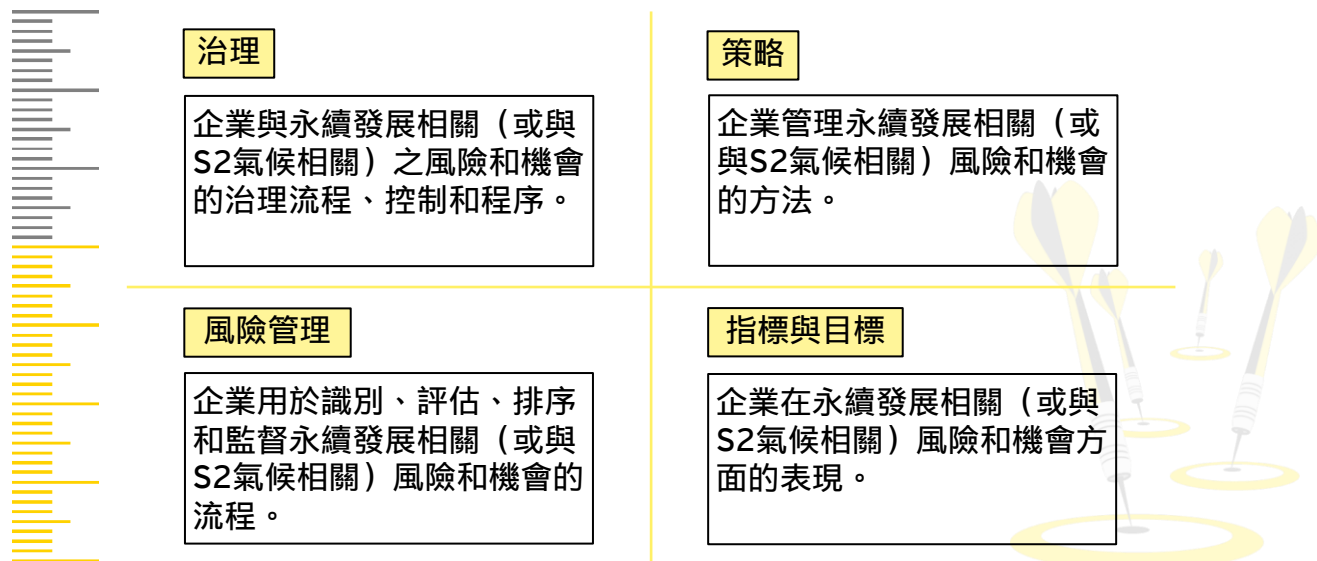 治理
企業與永續發展相關（或與
S2氣候相關）之風險和機會
的治理流程、控制和程序。
策略
企業管理永續發展相關（或
與S2氣候相關）風險和機會
的方法。
風險管理
企業用於識別、評估、排序
和監督永續發展相關（或與
S2氣候相關）風險和機會的
流程。
指標與目標
企業在永續發展相關（或與
S2氣候相關）風險和機會方
面的表現。